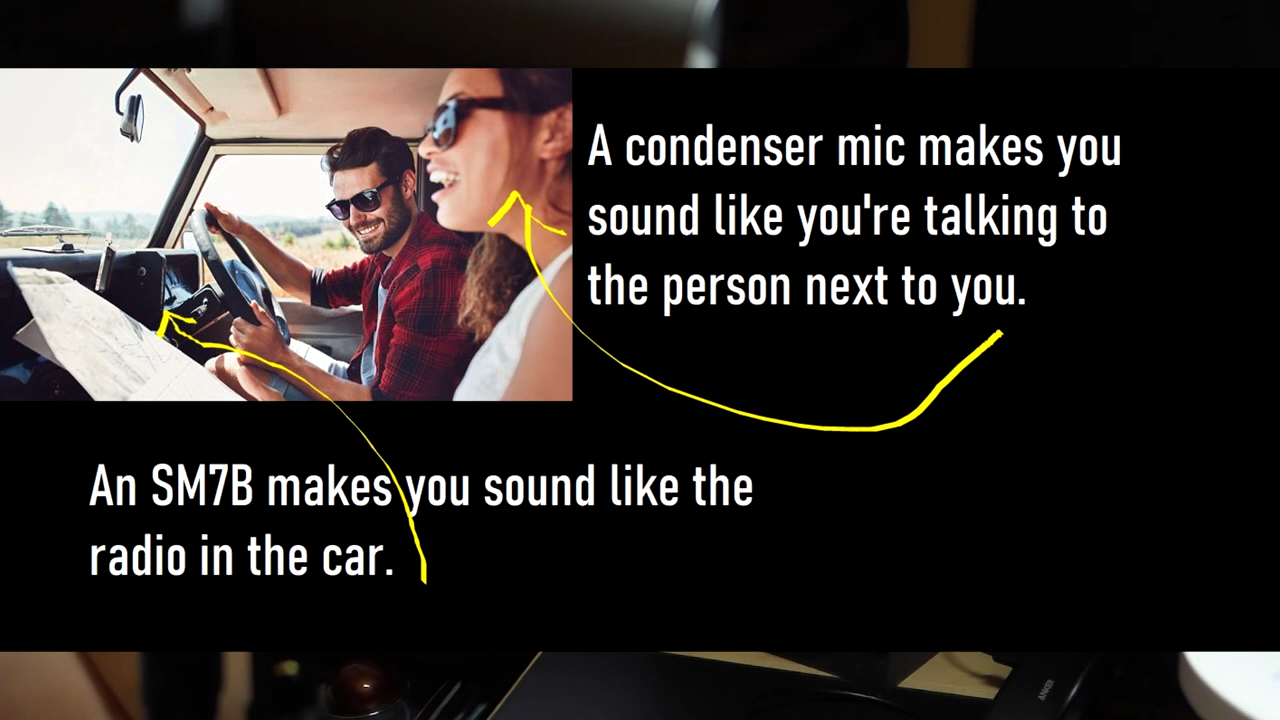 A condenser mic makes you
sound like you're talking to
the person next to you.
An SM7B makes you sound like the
radio in the car.
ANKER